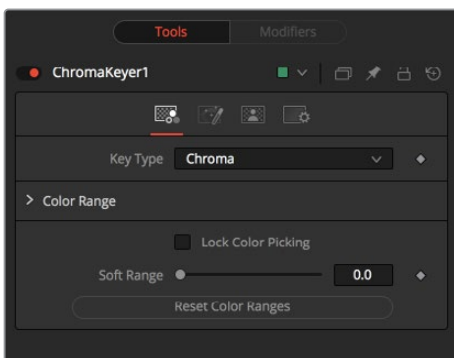 Tools Modifiers
ChromaKeyer1
Key Type Chroma
Color Range
Lock Color Picking
Soft Range 0.0
Reset Color Ranges